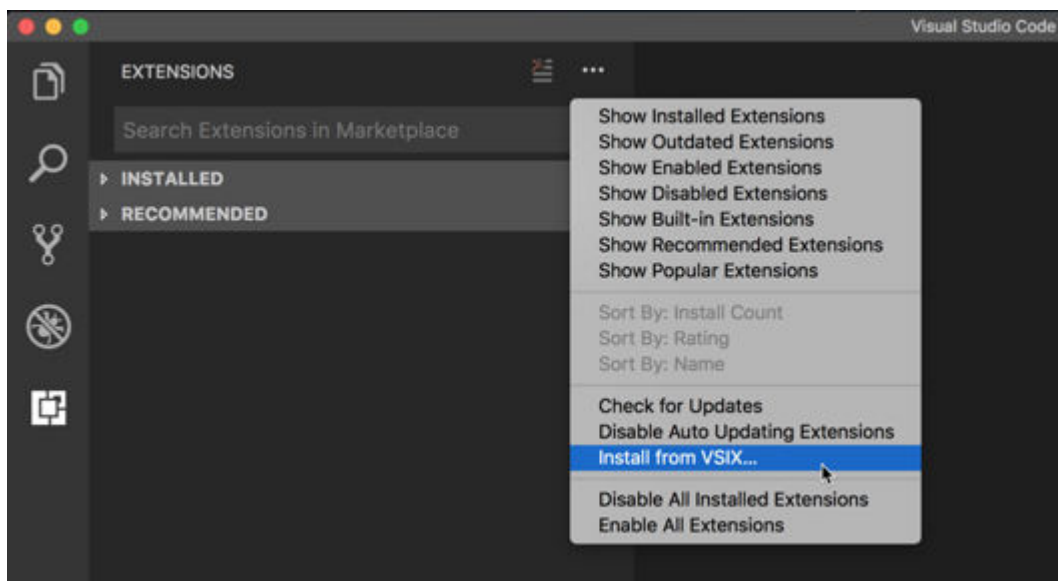 Visual Studio Code
EXTENSIONS
Search Extensions in Marketplace
INSTALLED
RECOMMENDED
Show Installed Extensions
Show Outdated Extensions
Show Enabled Extensions
Show Disabled Extensions
Show Built-in Extensions
Show Recommended Extensions
Show Popular Extensions
Sort By: Install Count
Sort By: Rating
Sort By: Name
Check for Updates
Disable Auto Updating Extensions
Install from VSIX...
Disable All Installed Extensions
Enable All Extensions